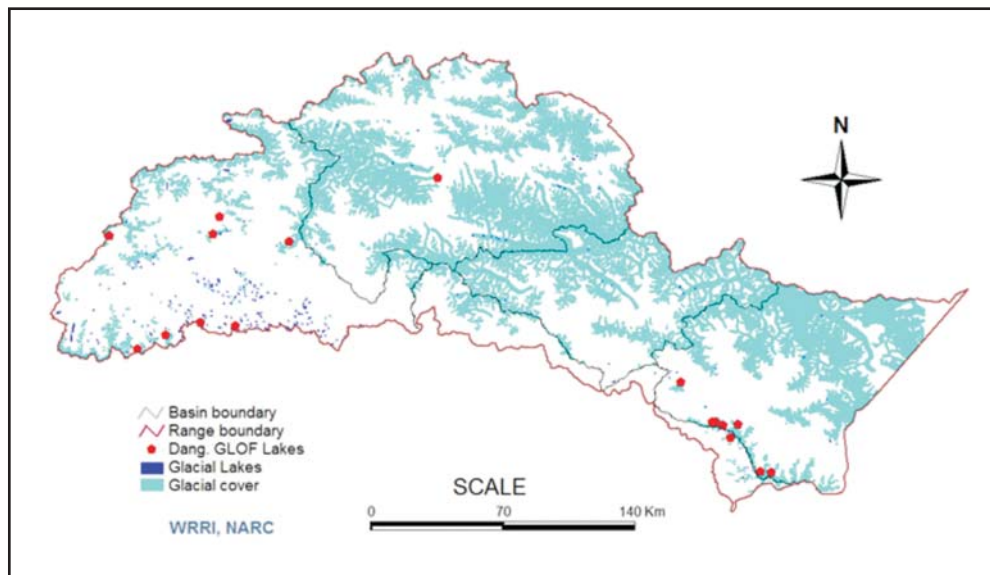 N
Basin boundary
Range boundary
Dang. GLOF Lakes
Glacial Lakes
Glacial cover
WRRI, NARC
SCALE
0 70 140 Km